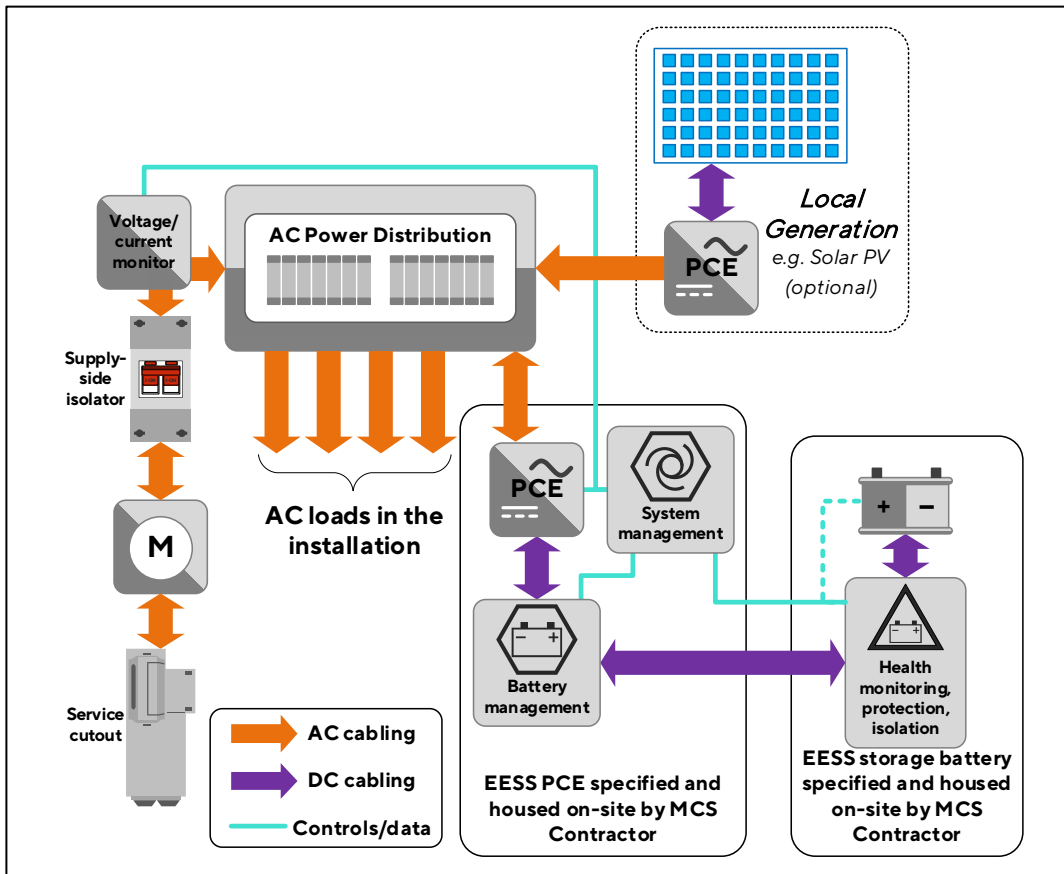 Local
Generation
e.g. Solar PV
(optional)
PCE
Voltage/
current
monitor
AC Power Distribution
Supply-
side
isolator
AC loads in the
installation
M
Service
cutout
PCE
System
management
Battery
management
+ −
Health
monitoring,
protection,
isolation
EESS PCE specified and
housed on-site by MCS
Contractor
EESS storage battery
specified and housed
on-site by MCS
Contractor
AC cabling
DC cabling
Controls/data